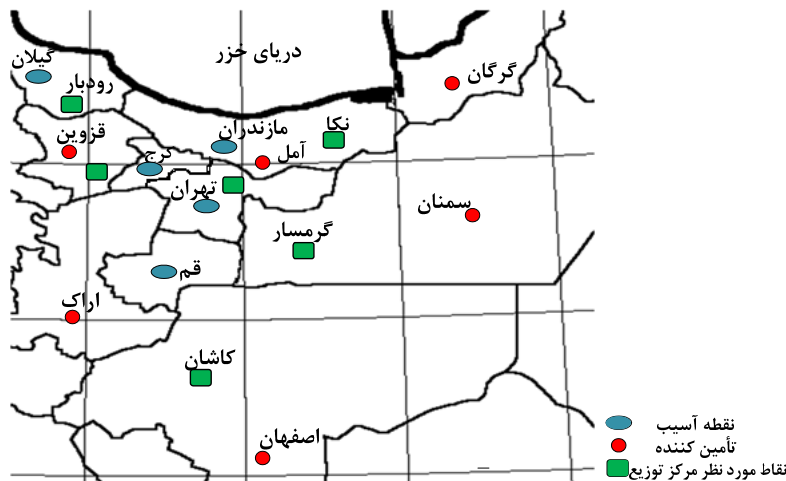 دریای خزر
گیلان
رودبار
گرگان
قزوین
مازندران
نکا
کرج
آمل
تهران
سمنان
گرمسار
قم
اراک
کاشان
اصفهان
نقطه آسیب
تأمین کننده
نقاط مورد نظر مرکز توزیع